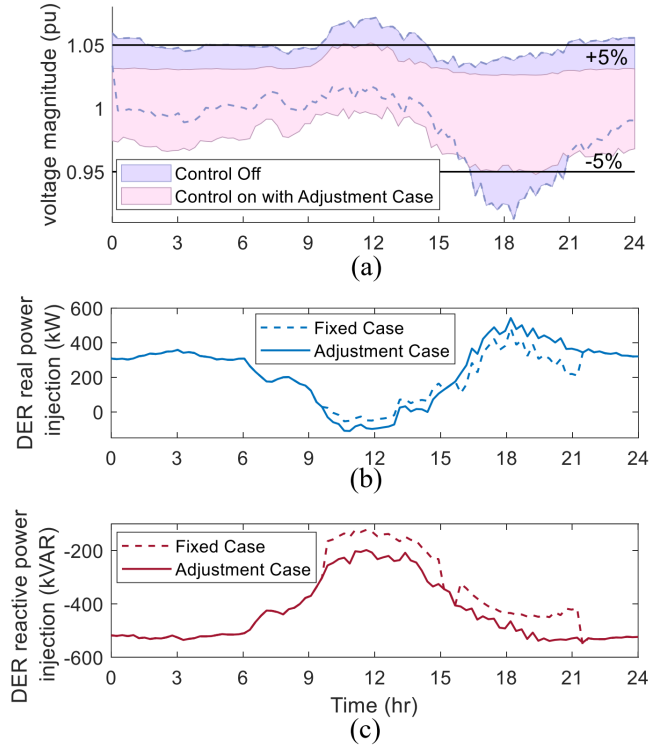 voltage magnitude (pu)
1.05
1
0.95
+5%
-5%
Control Off
Control on with Adjustment Case
0 3 6 9 12 15 18 21 24
(a)
DER real power
injection (kW)
600
400
200
0
Fixed Case
Adjustment Case
0 3 6 9 12 15 18 21 24
(b)
DER reactive power
injection (kVAR)
-200
-400
-600
Fixed Case
Adjustment Case
0 3 6 9 12 15 18 21 24
Time (hr)
(c)